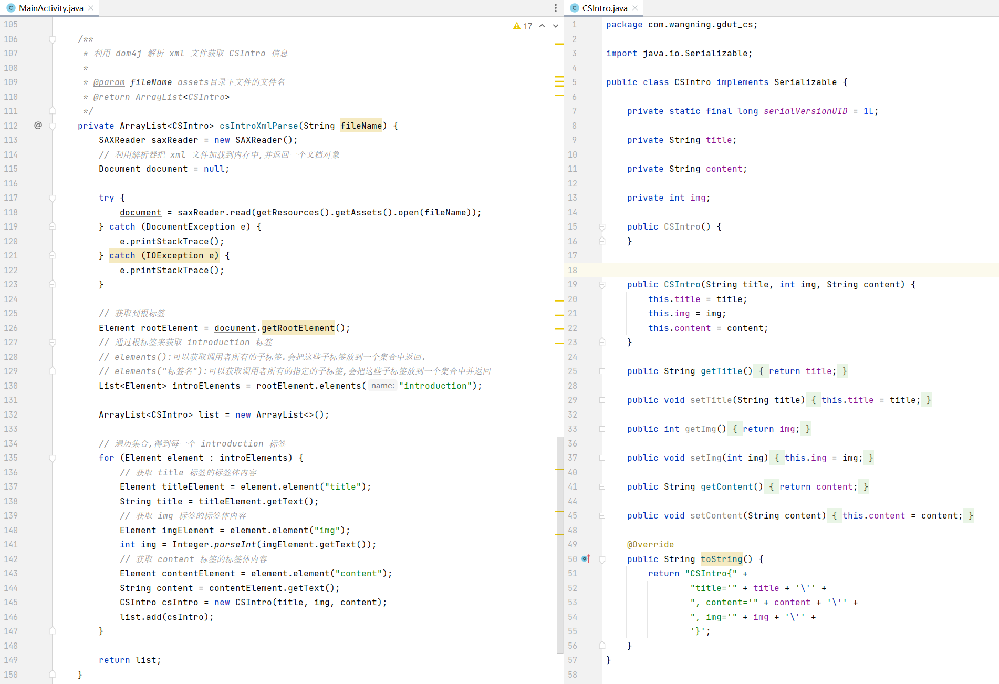 MainActivity.java
17
105
106 /**
107 * 利用 dom4j 解析 xml 文件获取 CSIntro 信息
108 *
109 * @param fileName assets目录下文件的文件名
110 * @return ArrayList<CSIntro>
111 */
112 @ private ArrayList<CSIntro> csIntroXmlParse(String fileName) {
113 SAXReader saxReader = new SAXReader();
114 // 利用解析器把 xml 文件加载到内存中,并返回一个文档对象
115 Document document = null;
116
117 try {
118 document = saxReader.read(getResources().getAssets().open(fileName));
119 } catch (DocumentException e) {
120 e.printStackTrace();
121 } catch (IOException e) {
122 e.printStackTrace();
123 }
124
125 // 获取到根标签
126 Element rootElement = document.getRootElement();
127 // 通过根标签来获取 introduction 标签
128 // elements():可以获取调用者所有的子标签.会把这些子标签放到一个集合中返回.
129 // elements("标签名"):可以获取调用者所有的指定的子标签,会把这些子标签放到一个集合中并返回
130 List<Element> introElements = rootElement.elements( name: "introduction");
131
132 ArrayList<CSIntro> list = new ArrayList<>();
133
134 // 遍历集合,得到每一个 introduction 标签
135 for (Element element : introElements) {
136 // 获取 title 标签的标签体内容
137 Element titleElement = element.element("title");
138 String title = titleElement.getText();
139 // 获取 img 标签的标签体内容
140 Element imgElement = element.element("img");
141 int img = Integer.parseInt(imgElement.getText());
142 // 获取 content 标签的标签体内容
143 Element contentElement = element.element("content");
144 String content = contentElement.getText();
145 CSIntro csIntro = new CSIntro(title, img, content);
146 list.add(csIntro);
147 }
148
149 return list;
150 }
CSIntro.java
1 package com.wangning.gdut_cs;
2
3 import java.io.Serializable;
4
5 public class CSIntro implements Serializable {
6
7 private static final long serialVersionUID = 1L;
8
9 private String title;
10
11 private String content;
12
13 private int img;
14
15 public CSIntro() {
16 }
17
18
19 public CSIntro(String title, int img, String content) {
20 this.title = title;
21 this.img = img;
22 this.content = content;
23 }
24
25 public String getTitle() { return title; }
28
29 public void setTitle(String title) { this.title = title; }
32
33 public int getImg() { return img; }
36
37 public void setImg(int img) { this.img = img; }
40
41 public String getContent() { return content; }
44
45 public void setContent(String content) { this.content = content; }
48
49 @Override
50 public String toString() {
51 return "CSIntro{" +
52 "title='" + title + '\'' +
53 ", content='" + content + '\'' +
54 ", img='" + img + '\'' +
55 '}';
56 }
57 }
58